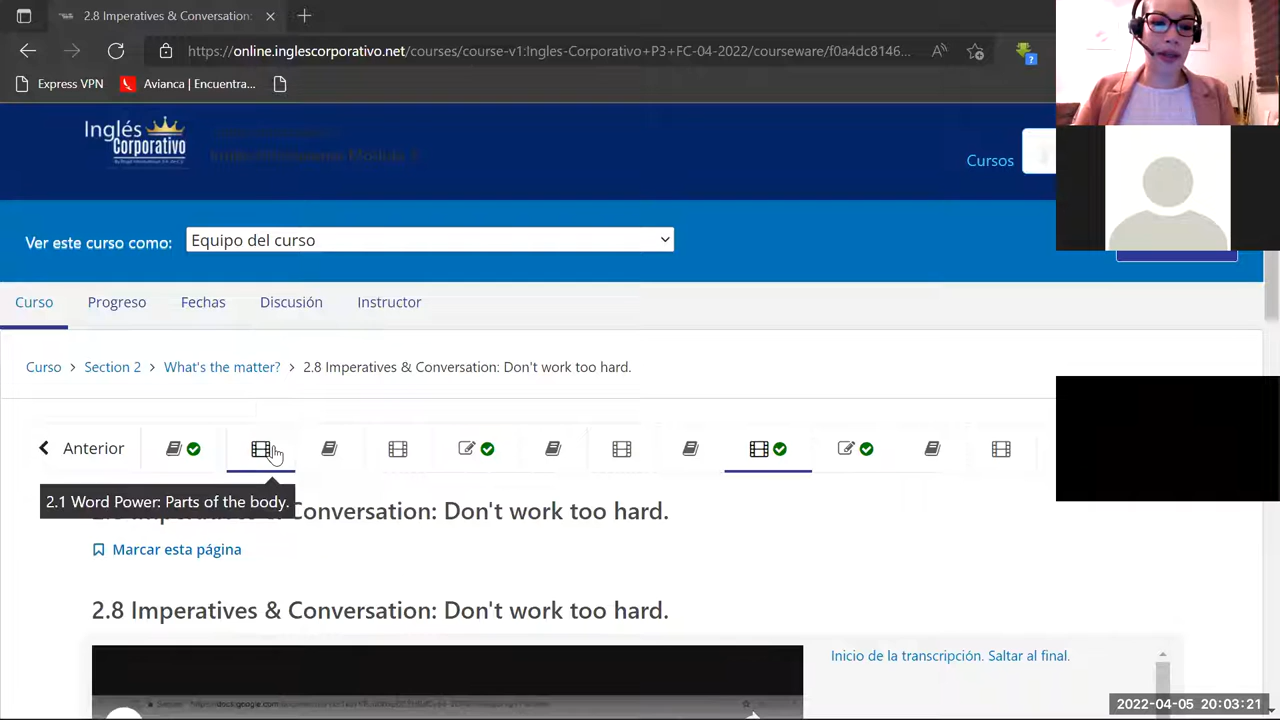 2.8 Imperatives & Conversation:
https://online.inglescorporativo.net/courses/course-v1:Ingles-Corporativo+P3+FC-04-2022/courseware/da4dc8146...
Express VPN
Avianca | Encuentra...
Inglés
Corporativo
Cursos
Ver este curso como:
Equipo del curso
Curso
Progreso
Fechas
Discusión
Instructor
Curso > Section 2 > What's the matter? > 2.8 Imperatives & Conversation: Don't work too hard.
Anterior
2.1 Word Power: Parts of the body.
Conversation: Don't work too hard.
Marcar esta página
2.8 Imperatives & Conversation: Don't work too hard.
Inicio de la transcripción. Saltar al final.
2022-04-05 20:03:21